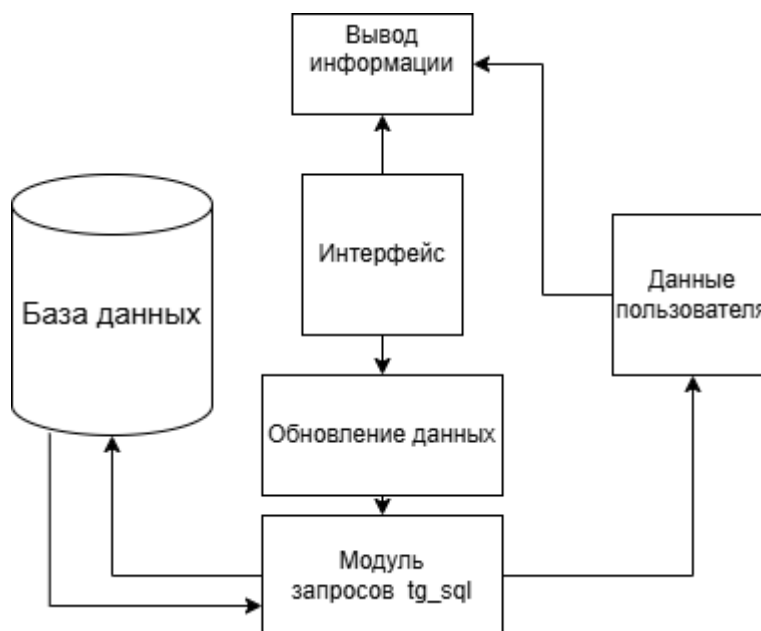 Вывод
информации
Интерфейс
База данных
Данные
пользователя
Обновление данных
Модуль
запросов tg_sql